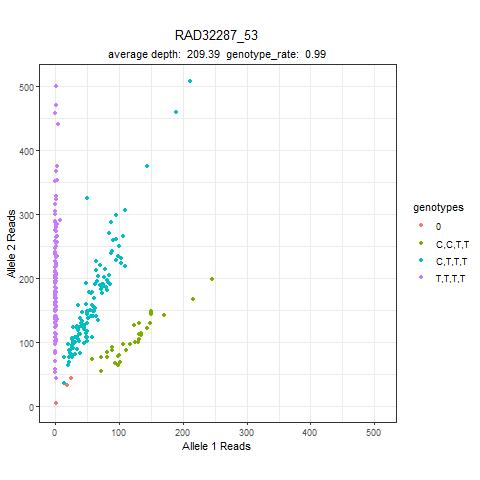 RAD32287_53
average depth: 209.39 genotype_rate: 0.99
500
400
300
200
100
0
Allele 2 Reads
0 100 200 300 400 500
Allele 1 Reads
genotypes
0
C,C,T,T
C,T,T,T
T,T,T,T